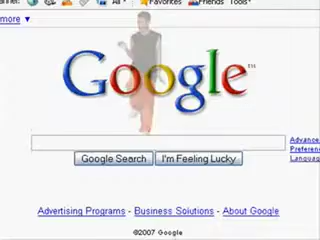 All ▾ Favorites Friends Tools▾
more ▼
Google™
Advance
Preferen
Languag
Google Search I'm Feeling Lucky
Advertising Programs - Business Solutions - About Google
©2007 Google